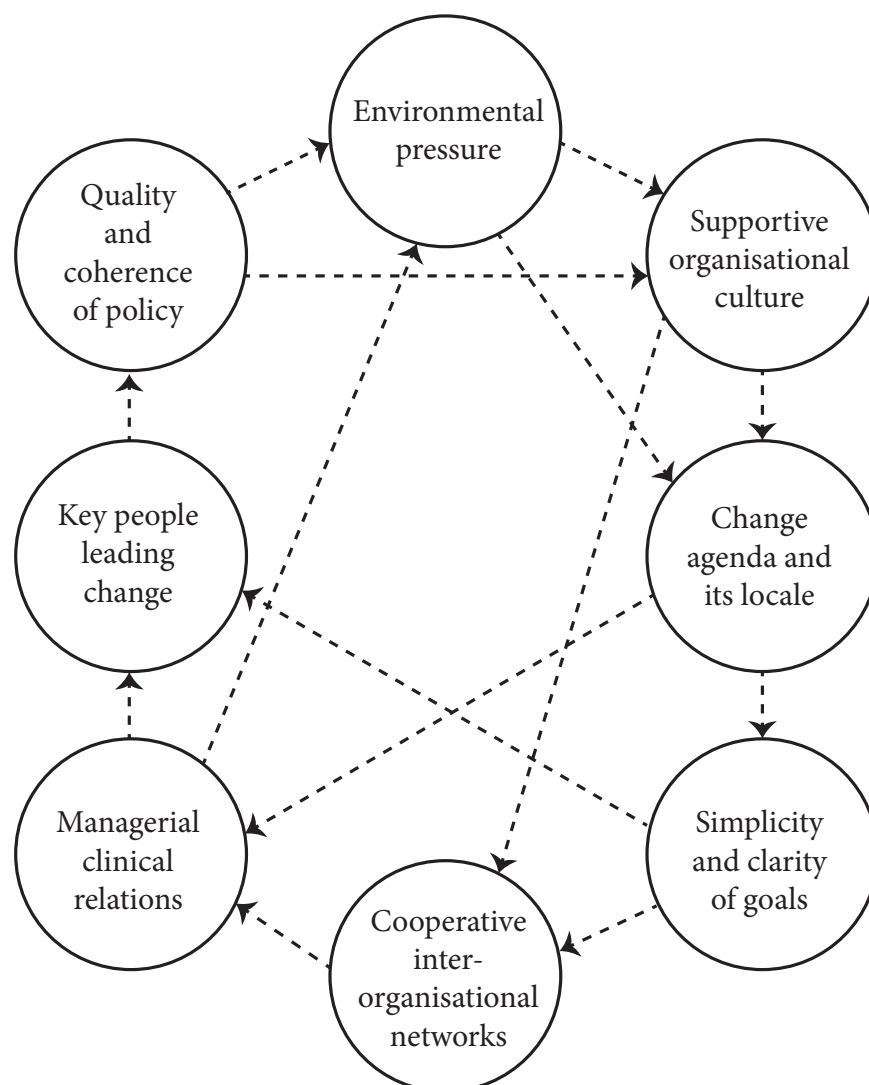 Environmental
pressure
Quality
and
coherence
of policy
Supportive
organisational
culture
Key people
leading
change
Change
agenda and
its locale
Managerial
clinical
relations
Simplicity
and clarity
of goals
Cooperative
inter-
organisational
networks